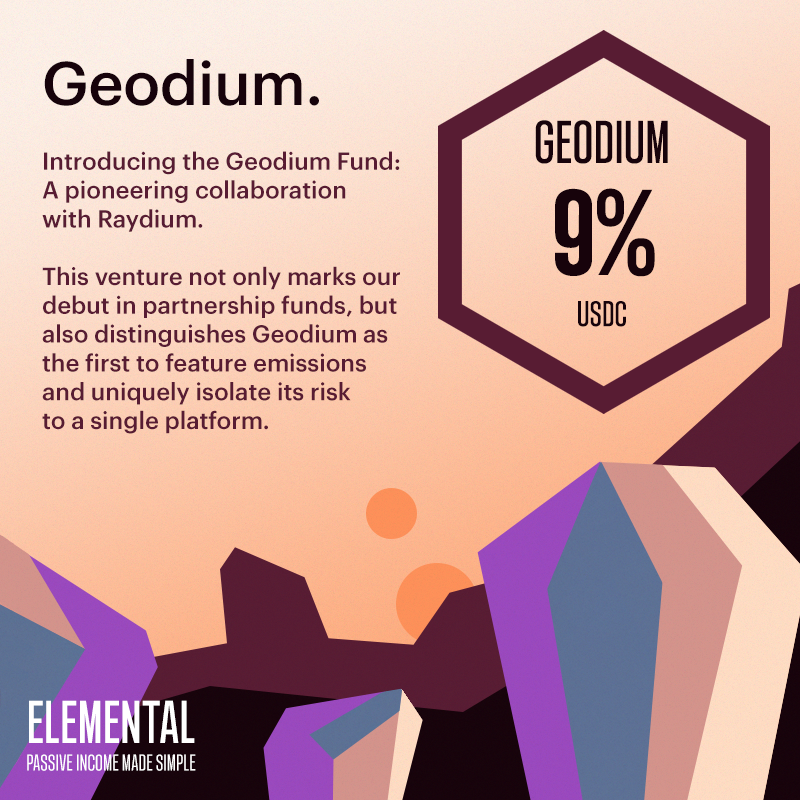 Geodium.
Introducing the Geodium Fund:
A pioneering collaboration
with Raydium.
This venture not only marks our
debut in partnership funds, but
also distinguishes Geodium as
the first to feature emissions
and uniquely isolate its risk
to a single platform.
GEODIUM
9%
USDC
ELEMENTAL
PASSIVE INCOME MADE SIMPLE